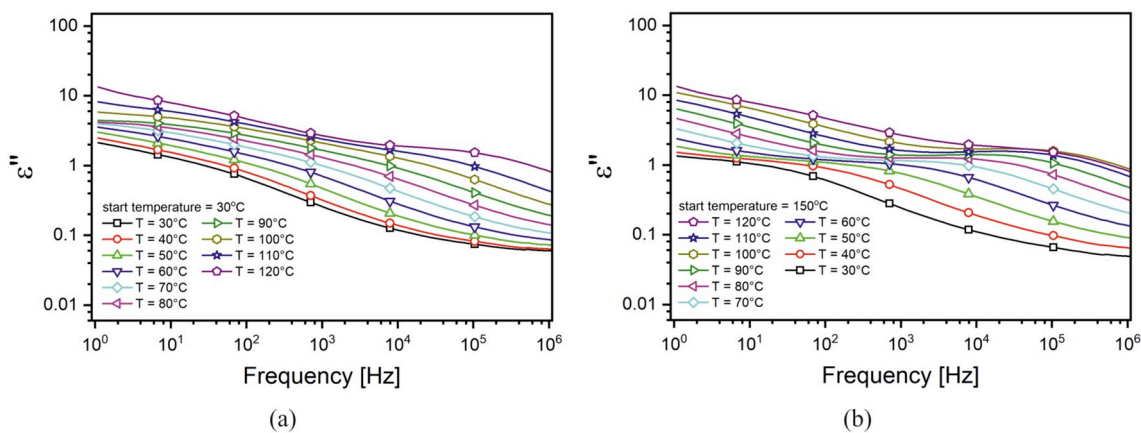 100
10
1
0.1
0.01
ε"
start temperature = 30°C
T = 30°C
T = 40°C
T = 50°C
T = 60°C
T = 70°C
T = 80°C
T = 90°C
T = 100°C
T = 110°C
T = 120°C
10⁰ 10¹ 10² 10³ 10⁴ 10⁵ 10⁶
Frequency [Hz]
(a)
100
10
1
0.1
0.01
ε"
start temperature = 150°C
T = 120°C
T = 110°C
T = 100°C
T = 90°C
T = 80°C
T = 70°C
T = 60°C
T = 50°C
T = 40°C
T = 30°C
10⁰ 10¹ 10² 10³ 10⁴ 10⁵ 10⁶
Frequency [Hz]
(b)